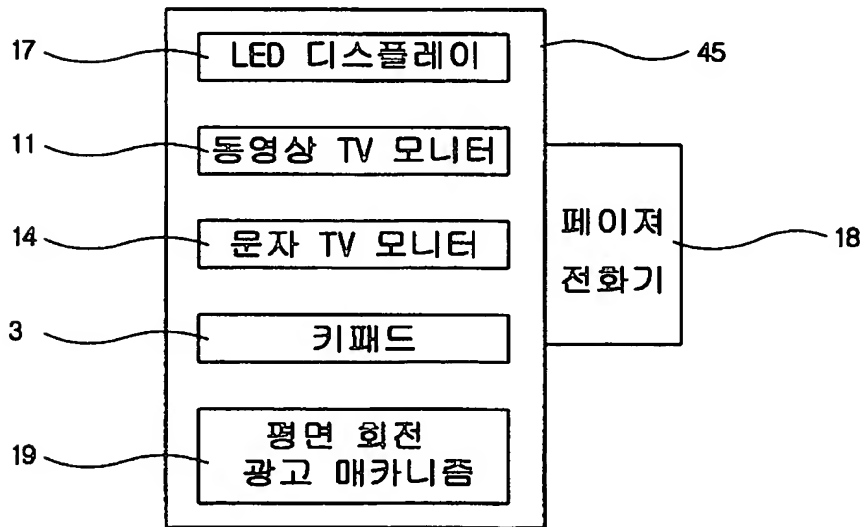 17
LED 디스플레이
45
11
동영상 TV 모니터
14
문자 TV 모니터
페이져
전화기
18
3
키패드
19
평면 회전
광고 매카니즘